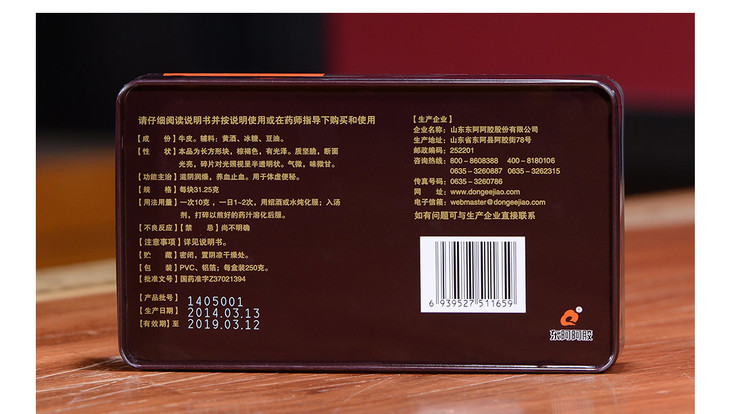 请仔细阅读说明书并按说明使用或在药师指导下购买和使用
【成 份】牛皮。辅料:黄酒、冰糖、豆油。
【性 状】本品为长方形块,棕褐色,有光泽。质坚脆,断面
光亮,碎片对光照视呈半透明状。气微,味微甘。
【功能主治】滋阴润燥,养血止血。用于体虚便秘。
【规 格】每块31.25克
【用法用量】一次10克,一日1~2次,用绍酒或水炖化服;入汤
剂,打碎以煎好的药汁溶化后服。
【不良反应】【禁 忌】尚不明确
【注意事项】详见说明书。
【贮 藏】密闭,置阴凉干燥处。
【包 装】PVC、铝箔;每盒装250克。
【批准文号】国药准字Z37021394
【产品批号】1405001
【生产日期】2014.03.13
【有效期】至 2019.03.12
【生产企业】
企业名称:山东东阿阿胶股份有限公司
生产地址:山东省东阿县阿胶街78号
邮政编码:252201
咨询热线:800-8608388 400-8180106
0635-3260887 0635-3262315
传真号码:0635-3260786
网 址:www.dongeejiao.com
电子信箱:webmaster@dongeejiao.com
如有问题可与生产企业直接联系
6 939527 511659
东阿阿胶